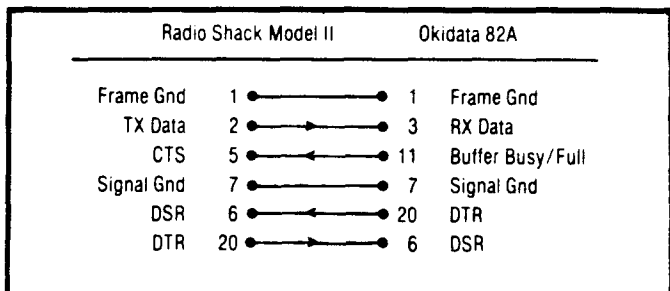 Radio Shack Model II Okidata 82A
Frame Gnd 1 1 Frame Gnd
TX Data 2 3 RX Data
CTS 5 11 Buffer Busy/Full
Signal Gnd 7 7 Signal Gnd
DSR 6 20 DTR
DTR 20 6 DSR